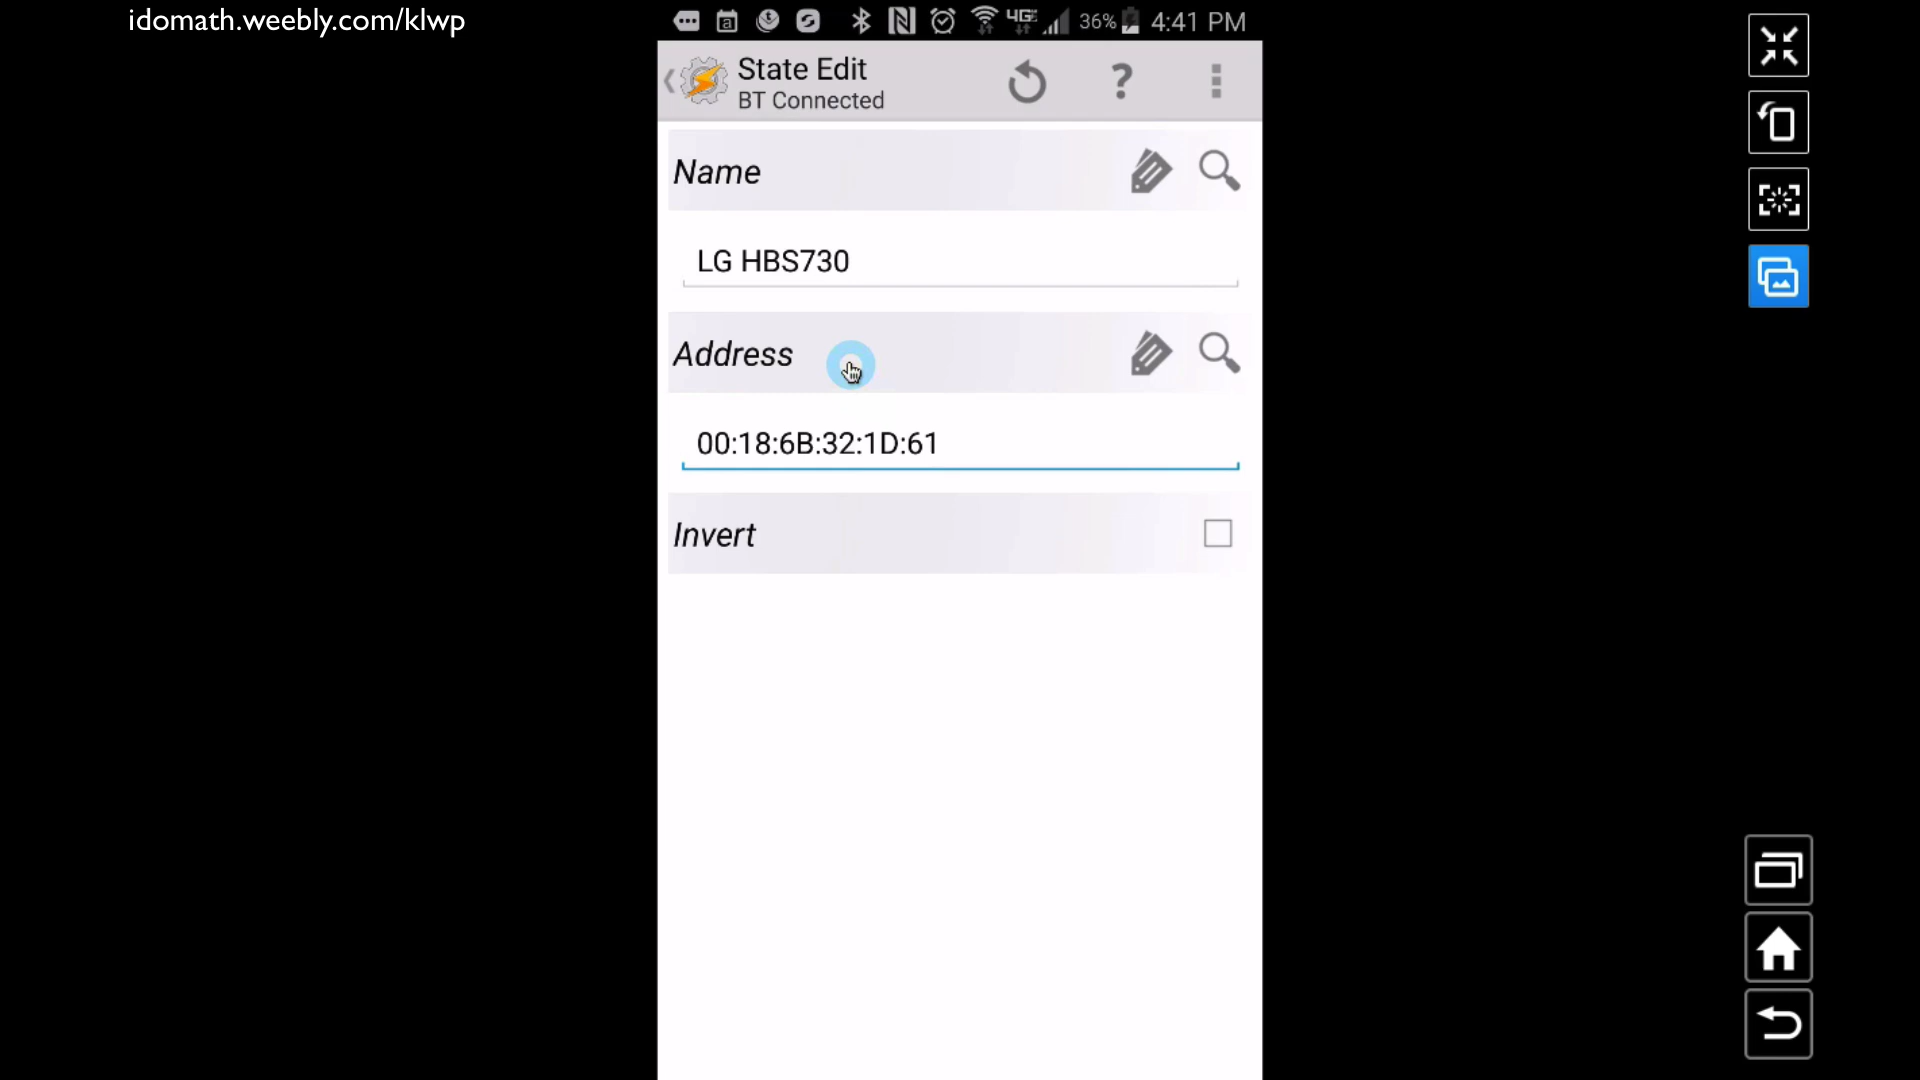 idomath.weebly.com/klwp
4G
36%
4:41 PM
State Edit
BT Connected
?
Name
LG HBS730
Address
00:18:6B:32:1D:61
Invert